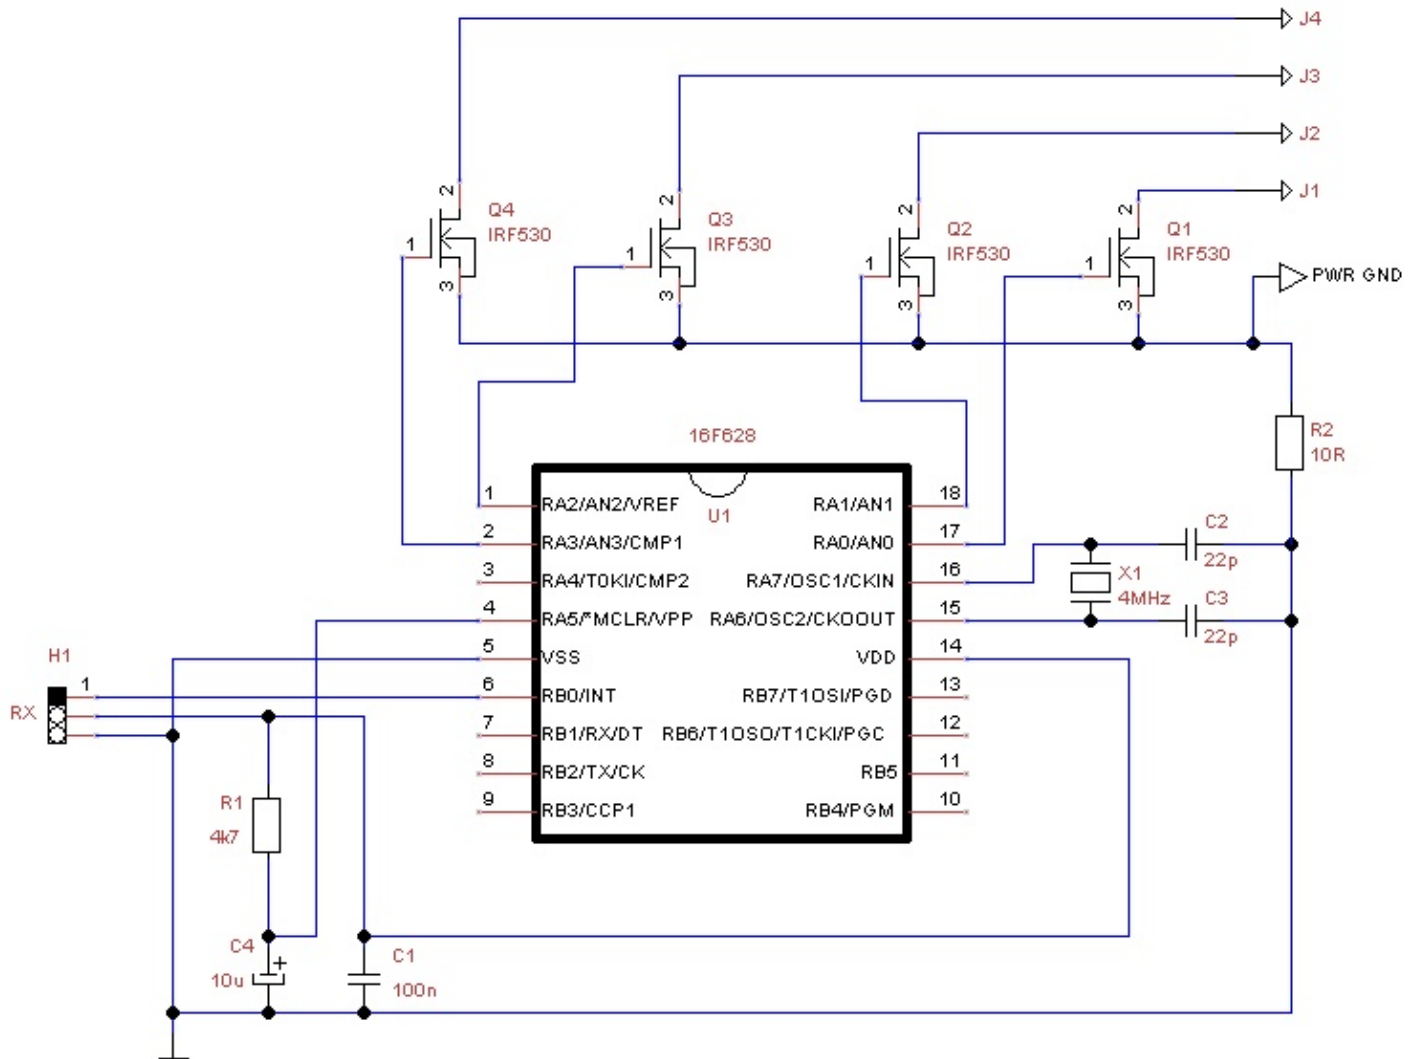 J4
J3
J2
J1
2
Q4
IRF530
1
3
2
Q3
IRF530
1
3
2
Q2
IRF530
1
3
2
Q1
IRF530
1
3
PWR GND
R2
10R
16F628
U1
1 RA2/AN2/VREF RA1/AN1 18
2 RA3/AN3/CMP1 RA0/AN0 17
3 RA4/T0KI/CMP2 RA7/OSC1/CKIN 16
4 RA5/*MCLR/VPP RA6/OSC2/CKOOUT 15
5 VSS VDD 14
6 RB0/INT RB7/T1OSI/PGD 13
7 RB1/RX/DT RB6/T1OSO/T1CKI/PGC 12
8 RB2/TX/CK RB5 11
9 RB3/CCP1 RB4/PGM 10
C2
22p
X1
4MHz
C3
22p
H1
1
RX
R1
4k7
C4
+
10u
C1
100n